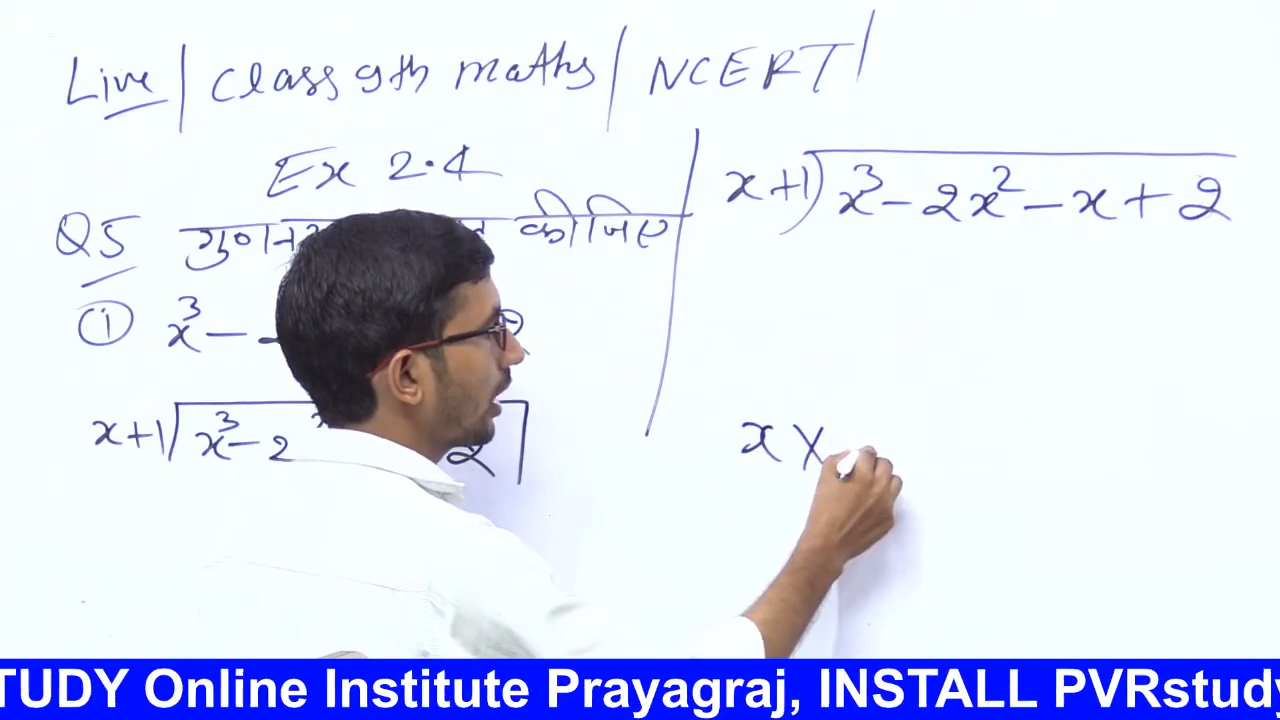 Live | Class 9th maths | NCERT |
Ex 2.4
Q5 कीजिए
① x³ –
x+1) x³ - 2 2
x+1) x³ - 2x² - x + 2
x ×
TUDY Online Institute Prayagraj, INSTALL PVRstudy